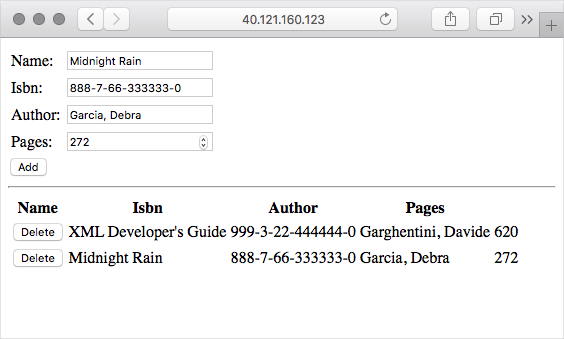 40.121.160.123
Name: Midnight Rain
Isbn: 888-7-66-333333-0
Author: Garcia, Debra
Pages: 272
Add
Name Isbn Author Pages
Delete XML Developer's Guide 999-3-22-444444-0 Garghentini, Davide 620
Delete Midnight Rain 888-7-66-333333-0 Garcia, Debra 272